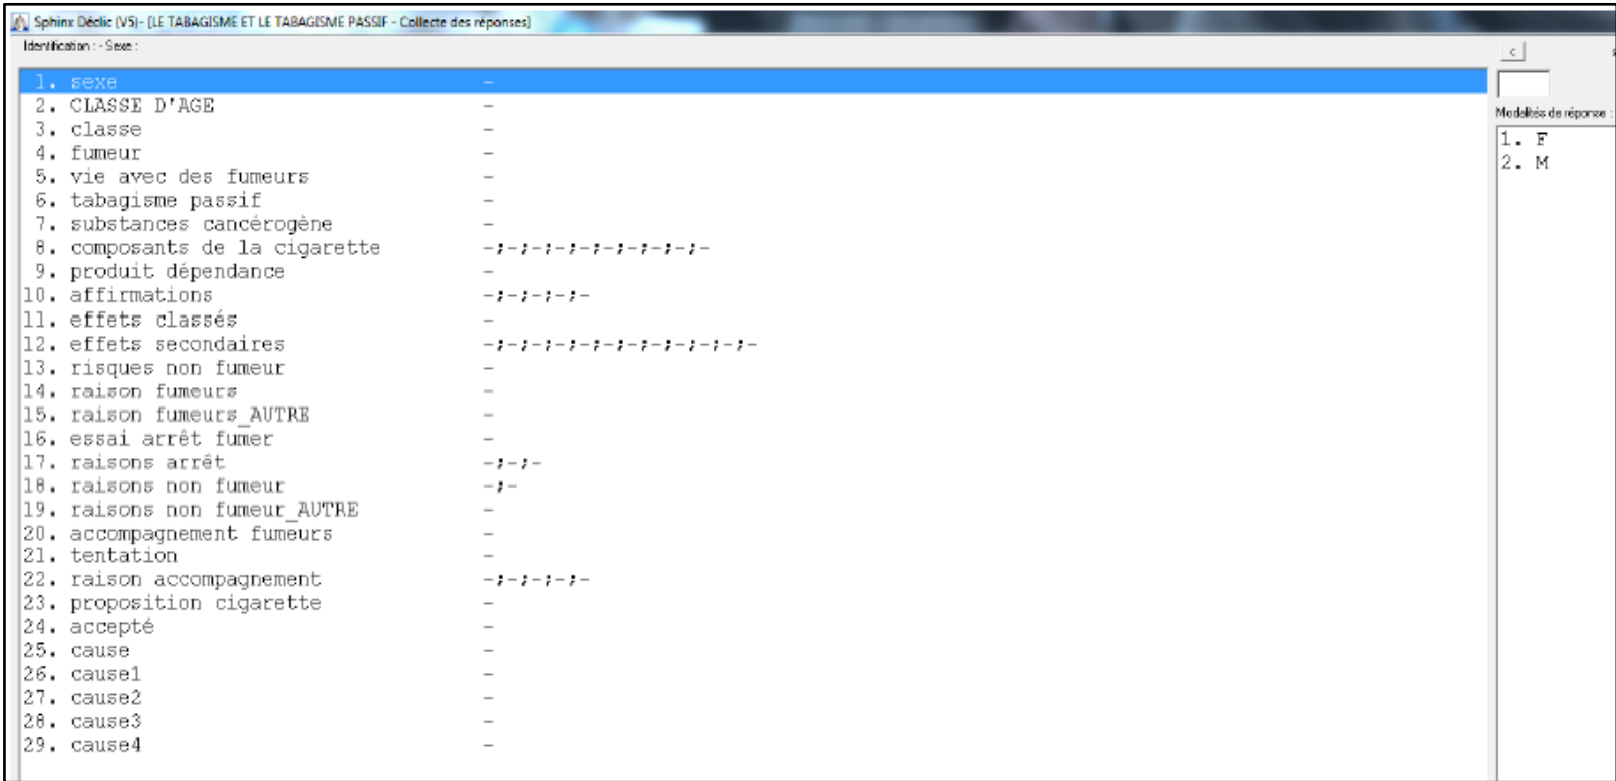 Sphinx Déclic (V5)- [LE TABAGISME ET LE TABAGISME PASSIF - Collecte des réponses]
Identification : - Sexe :
c
1. sexe -
2. CLASSE D'AGE -
3. classe -
4. fumeur -
5. vie avec des fumeurs -
6. tabagisme passif -
7. substances cancérogène -
8. composants de la cigarette -;-;-;-;-;-;-;-;-;-
9. produit dépendance -
10. affirmations -;-;-;-;-
11. effets classés -
12. effets secondaires -;-;-;-;-;-;-;-;-;-;-;-
13. risques non fumeur -
14. raison fumeurs -
15. raison fumeurs_AUTRE -
16. essai arrêt fumer -
17. raisons arrêt -;-;-
18. raisons non fumeur -;-
19. raisons non fumeur_AUTRE -
20. accompagnement fumeurs -
21. tentation -
22. raison accompagnement -;-;-;-;-
23. proposition cigarette -
24. accepté -
25. cause -
26. cause1 -
27. cause2 -
28. cause3 -
29. cause4 -
Modalités de réponse :
1. F
2. M